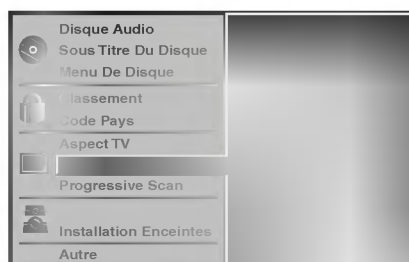 Disque Audio
Sous Titre Du Disque
Menu De Disque
Classement
Code Pays
Aspect TV
Progressive Scan
Installation Enceintes
Autre